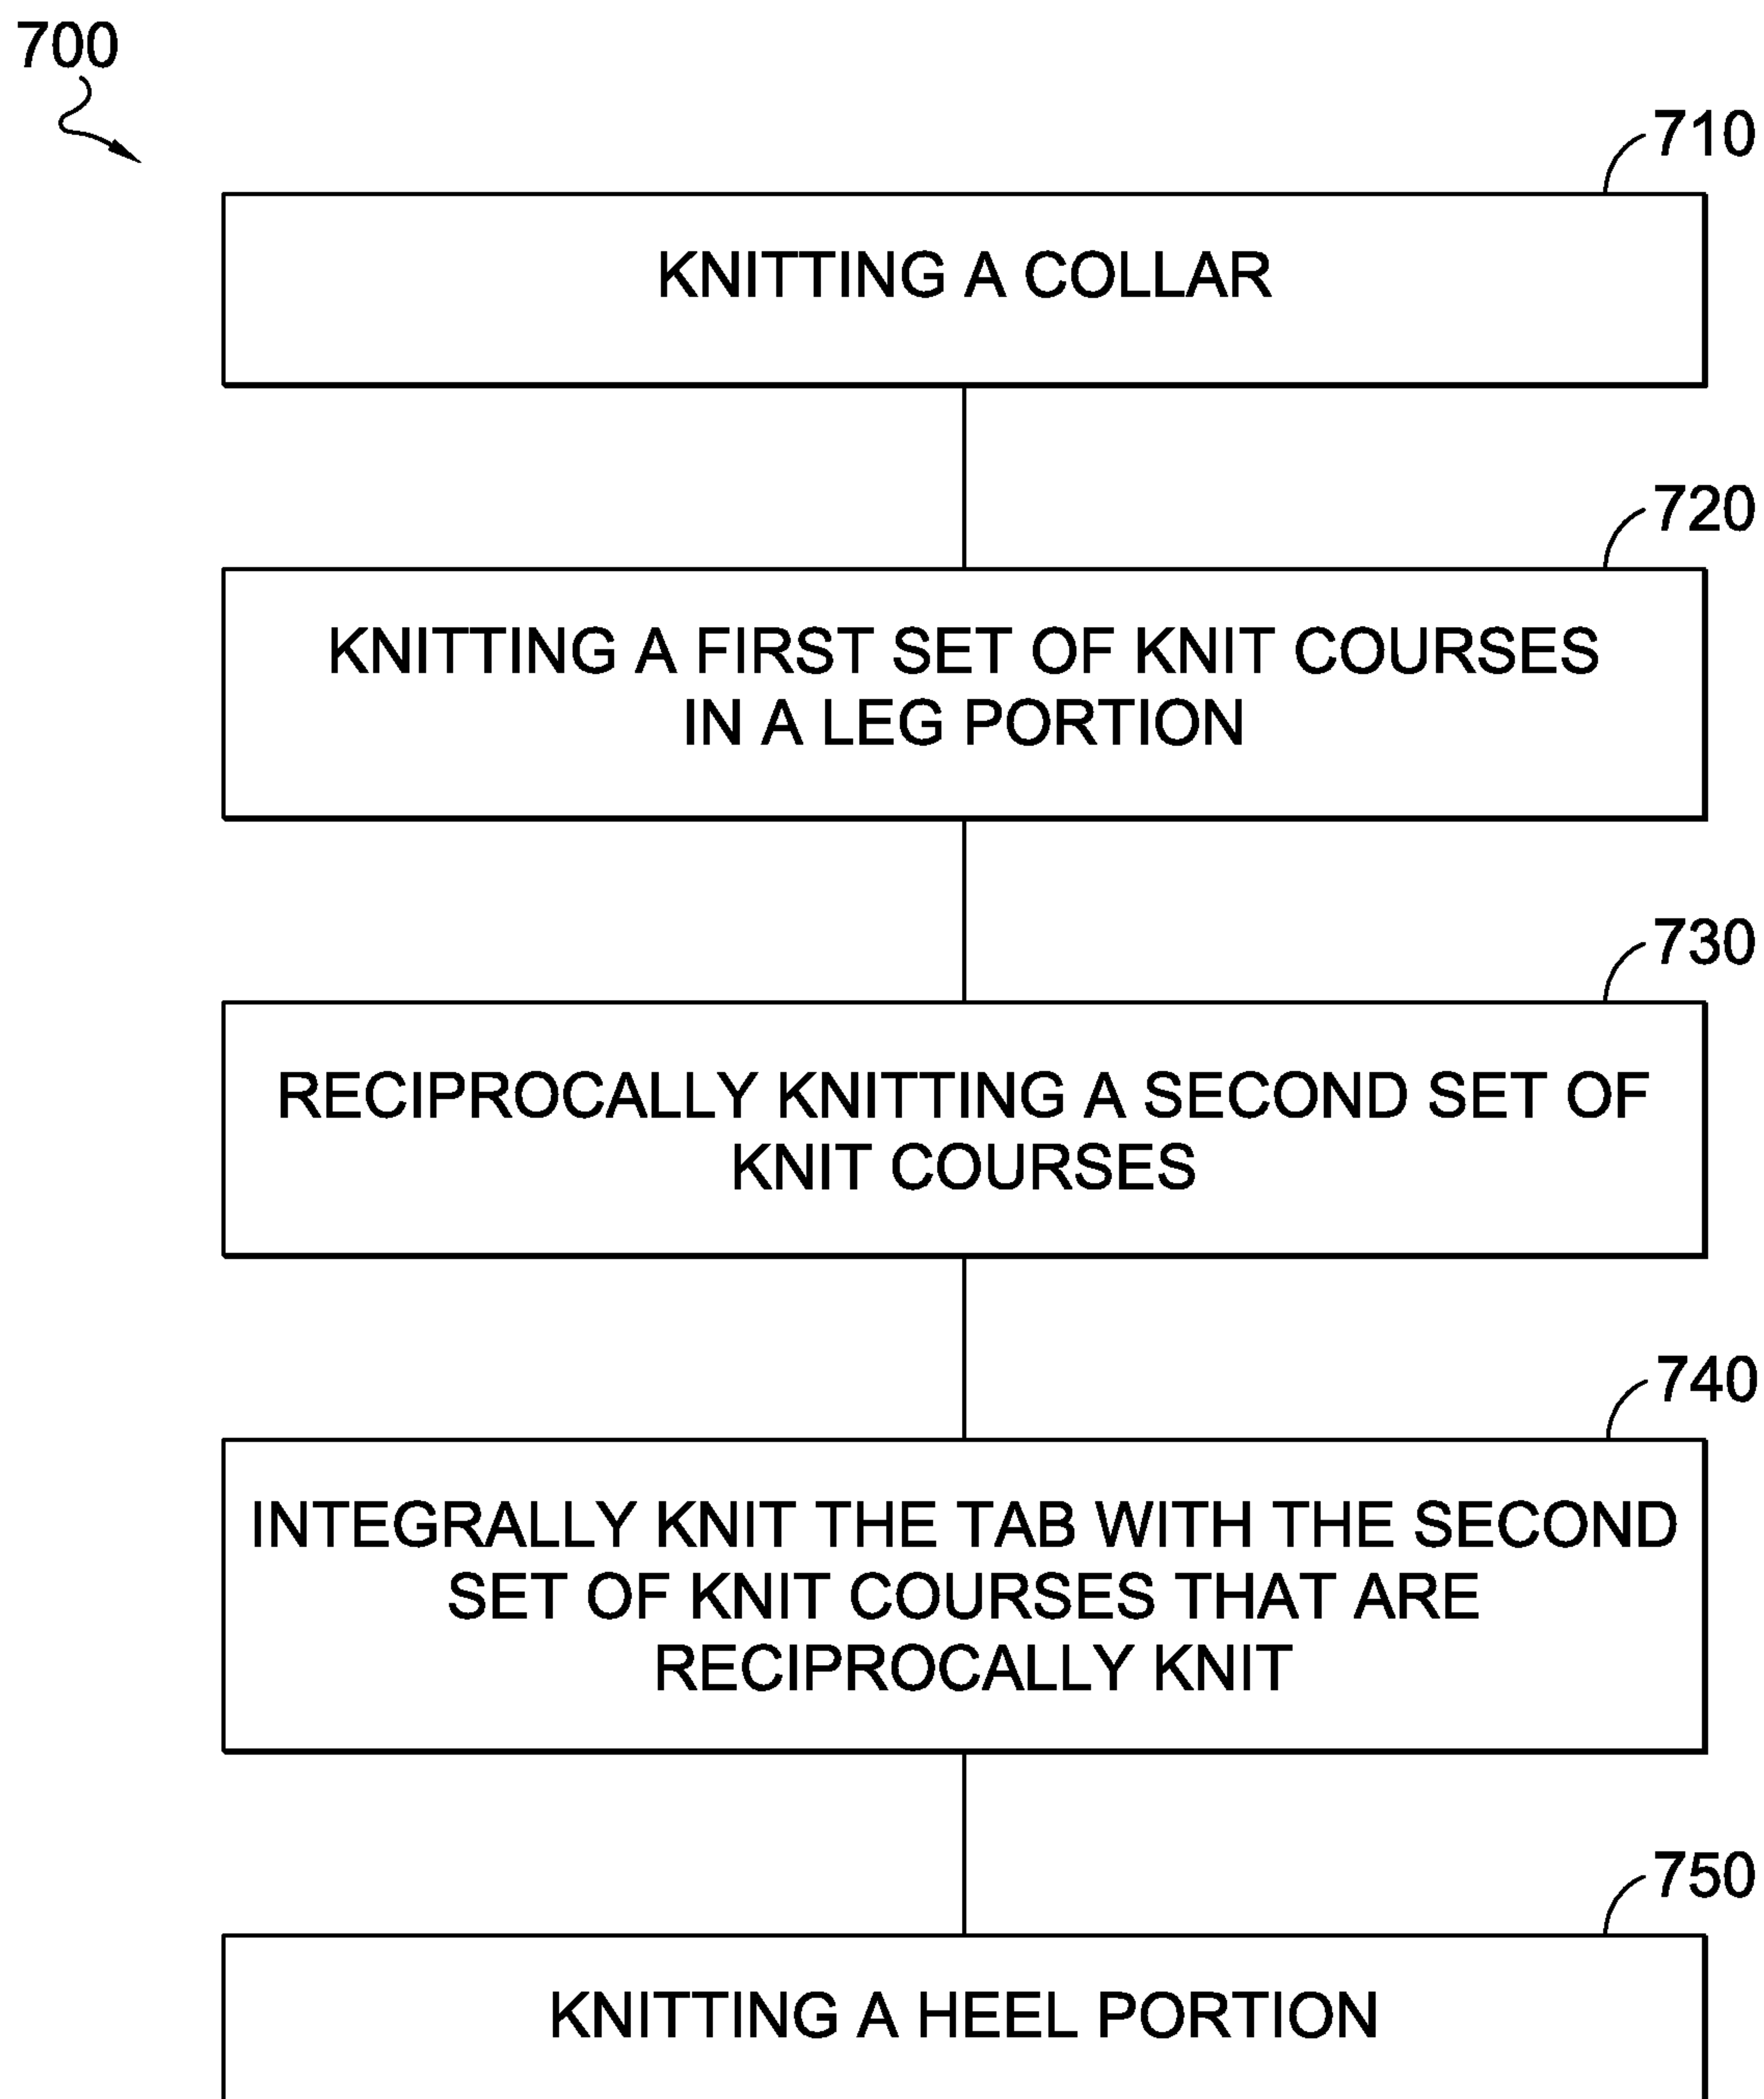 700
710
KNITTING A COLLAR
720
KNITTING A FIRST SET OF KNIT COURSES
IN A LEG PORTION
730
RECIPROCALLY KNITTING A SECOND SET OF
KNIT COURSES
740
INTEGRALLY KNIT THE TAB WITH THE SECOND
SET OF KNIT COURSES THAT ARE
RECIPROCALLY KNIT
750
KNITTING A HEEL PORTION